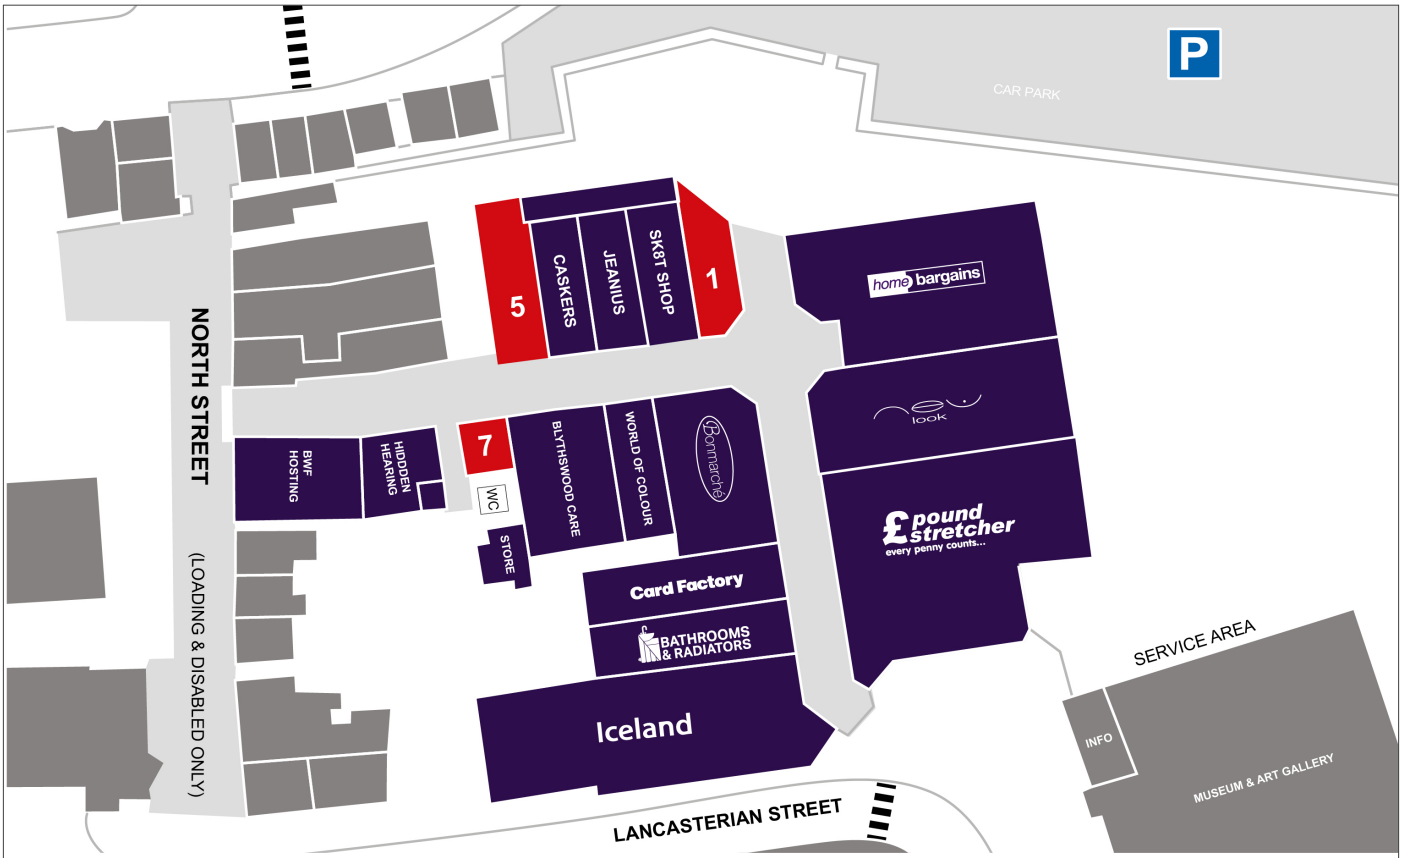 P
CAR PARK
5
CASKERS
JEANIUS
SK8T SHOP
1
home bargains
NORTH STREET
(LOADING & DISABLED ONLY)
new
look
BWF
HOSTING
HIDDDEN
HEARING
7
WC
STORE
BLYTHSWOOD CARE
WORLD OF COLOUR
Bonmarché
£ pound
stretcher
every penny counts...
Card Factory
BATHROOMS
& RADIATORS
Iceland
SERVICE AREA
INFO
MUSEUM & ART GALLERY
LANCASTERIAN STREET